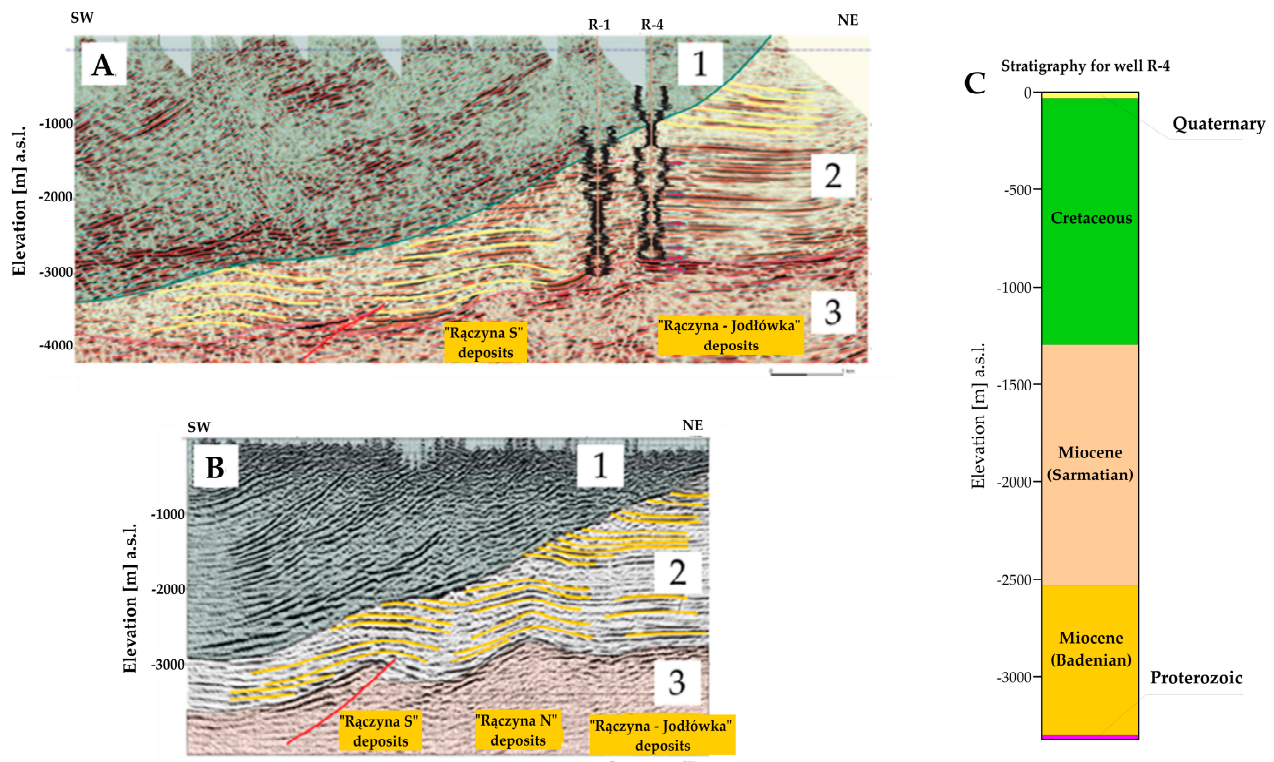 SW
R-1
R-4
NE
A
1
2
3
Elevation [m] a.s.l.
-1000
-2000
-3000
-4000
"Rączyna S"
deposits
"Rączyna - Jodłówka"
deposits
SW
NE
B
1
2
3
Elevation [m] a.s.l.
-1000
-2000
-3000
"Rączyna S"
deposits
"Rączyna N"
deposits
"Rączyna - Jodłówka"
deposits
C
Stratigraphy for well R-4
Elevation [m] a.s.l.
0
-500
-1000
-1500
-2000
-2500
-3000
Quaternary
Cretaceous
Miocene
(Sarmatian)
Miocene
(Badenian)
Proterozoic